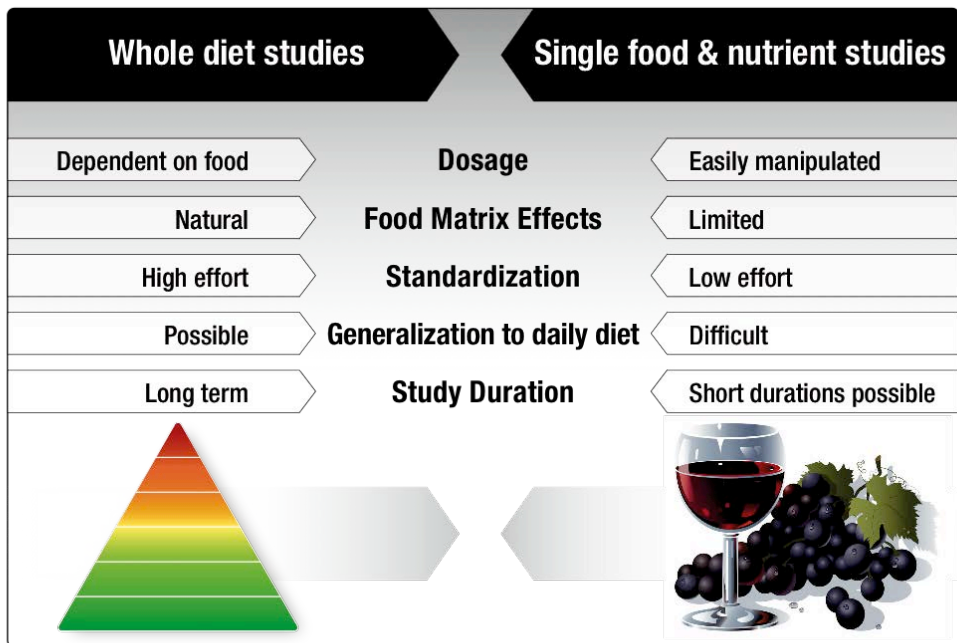 Whole diet studies Single food & nutrient studies
Dependent on food Dosage Easily manipulated
Natural Food Matrix Effects Limited
High effort Standardization Low effort
Possible Generalization to daily diet Difficult
Long term Study Duration Short durations possible